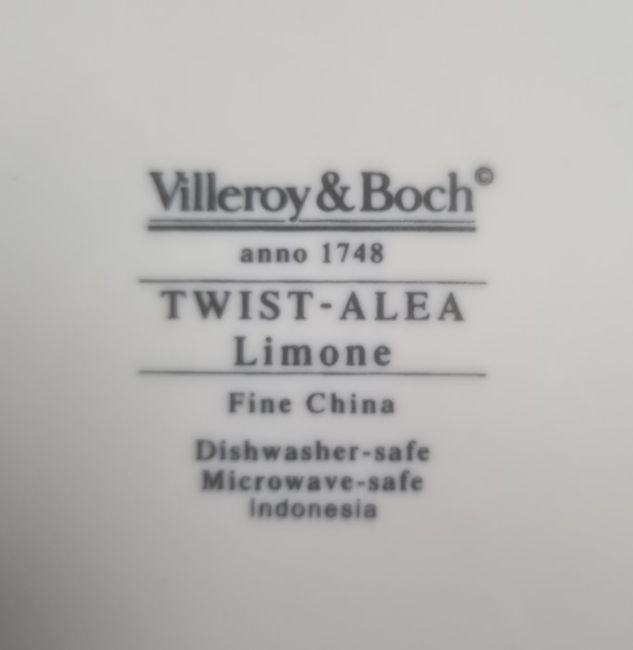 Villeroy & Boch©
anno 1748
TWIST-ALEA
Limone
Fine China
Dishwasher-safe
Microwave-safe
Indonesia